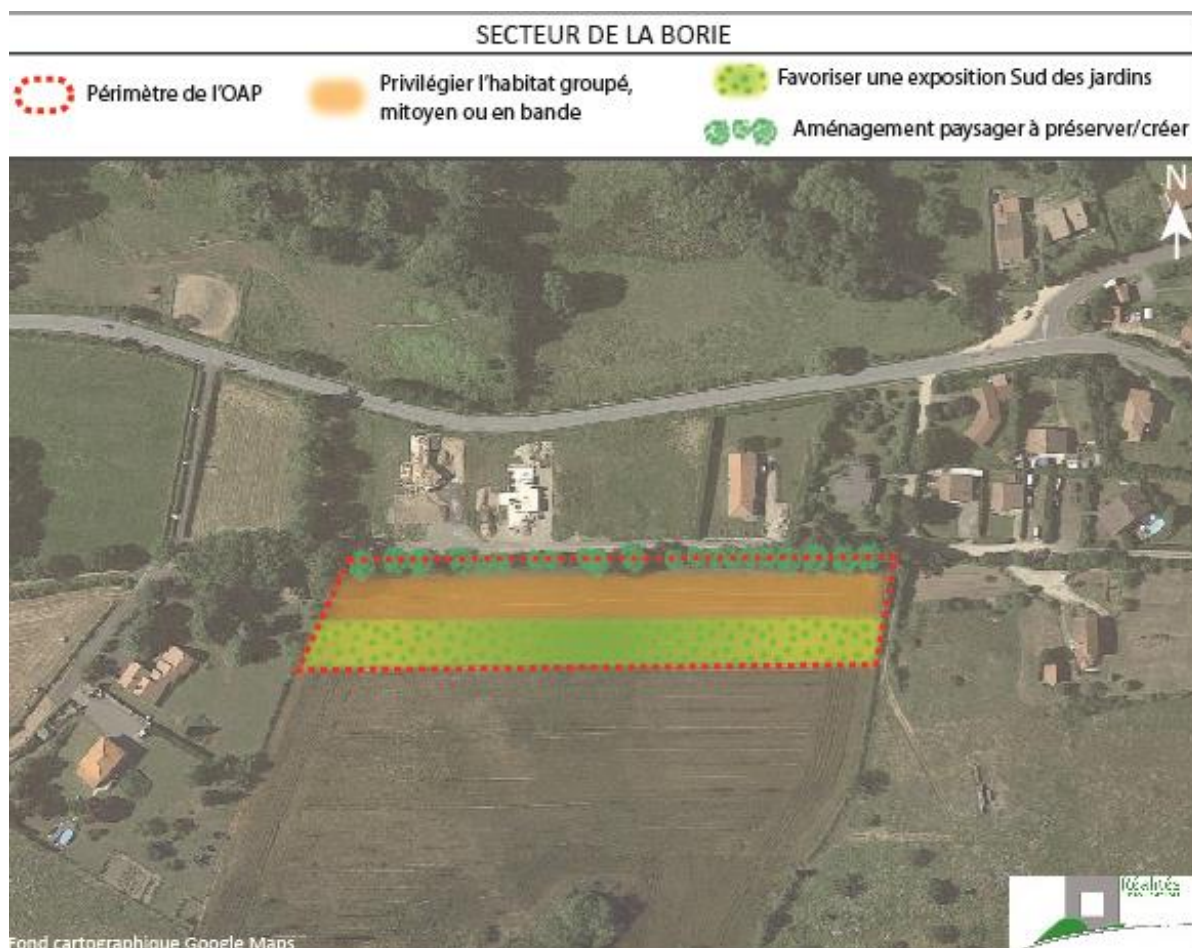 SECTEUR DE LA BORIE
Périmètre de l'OAP
Privilégier l'habitat groupé,
mitoyen ou en bande
Favoriser une exposition Sud des jardins
Aménagement paysager à préserver/créer
N
Réalités
Fond cartographique Google Maps